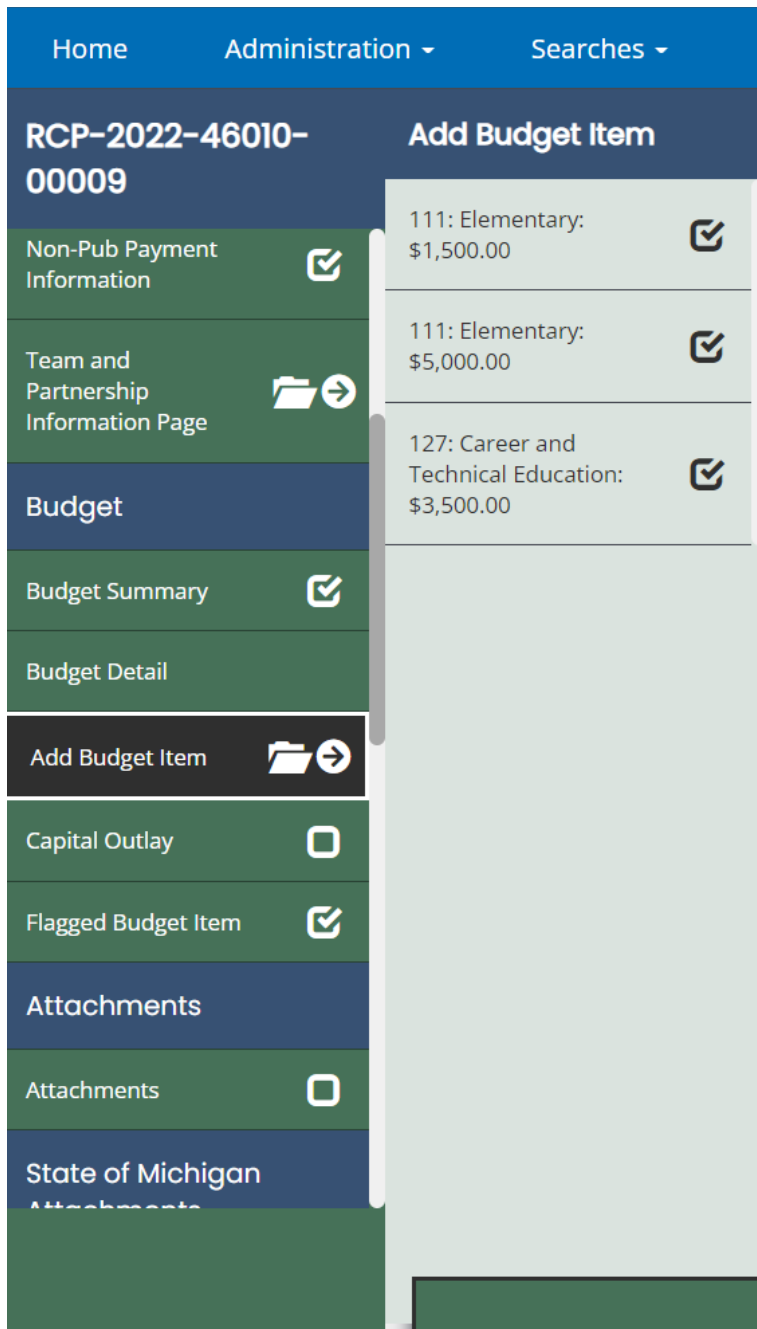 Home Administration Searches
RCP-2022-46010-
00009
Non-Pub Payment
Information
Team and
Partnership
Information Page
Budget
Budget Summary
Budget Detail
Add Budget Item
Capital Outlay
Flagged Budget Item
Attachments
Attachments
State of Michigan
Attachments
Add Budget Item
111: Elementary:
$1,500.00
111: Elementary:
$5,000.00
127: Career and
Technical Education:
$3,500.00